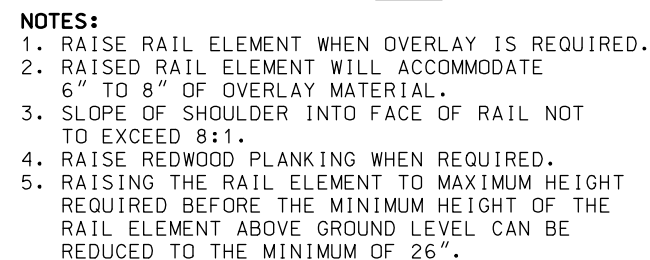 NOTES:
1. RAISE RAIL ELEMENT WHEN OVERLAY IS REQUIRED.
2. RAISED RAIL ELEMENT WILL ACCOMMODATE
6" TO 8" OF OVERLAY MATERIAL.
3. SLOPE OF SHOULDER INTO FACE OF RAIL NOT
TO EXCEED 8:1.
4. RAISE REDWOOD PLANKING WHEN REQUIRED.
5. RAISING THE RAIL ELEMENT TO MAXIMUM HEIGHT
REQUIRED BEFORE THE MINIMUM HEIGHT OF THE
RAIL ELEMENT ABOVE GROUND LEVEL CAN BE
REDUCED TO THE MINIMUM OF 26".